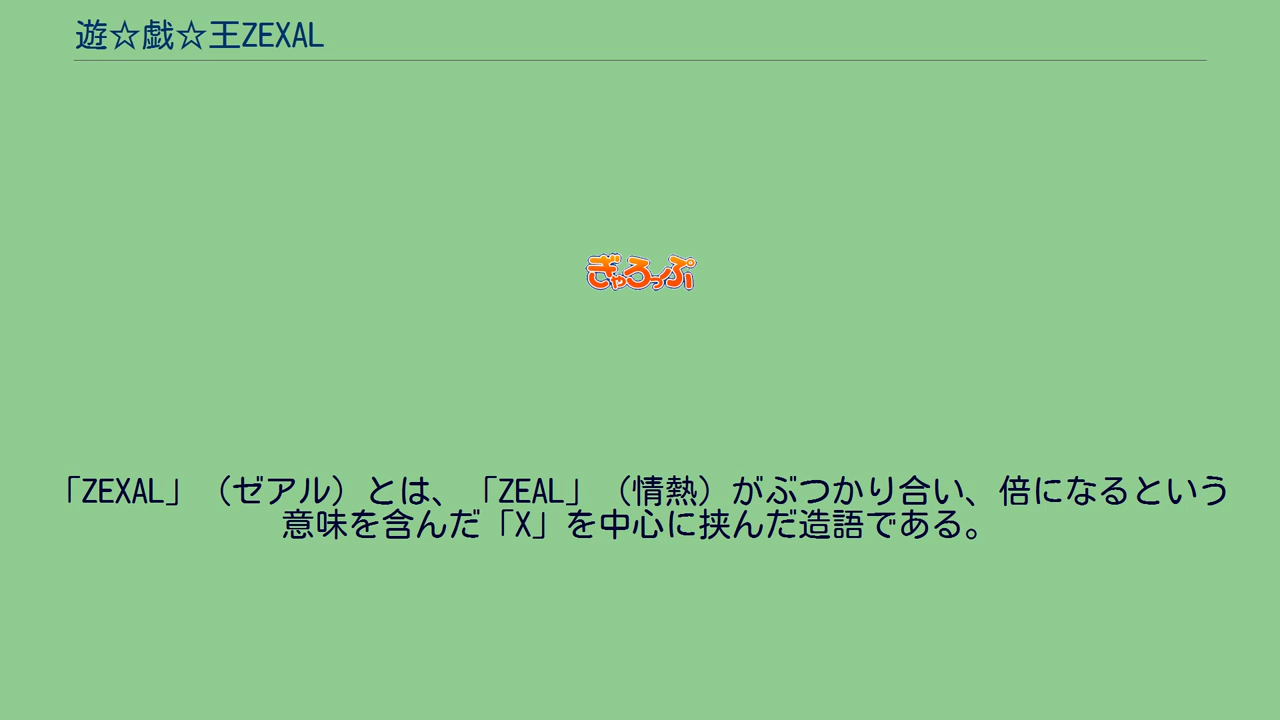 遊☆戯☆王ZEXAL
ぎゃろっぷ
「ZEXAL」（ゼアル）とは、「ZEAL」（情熱）がぶつかり合い、倍になるという
意味を含んだ「X」を中心に挟んだ造語である。